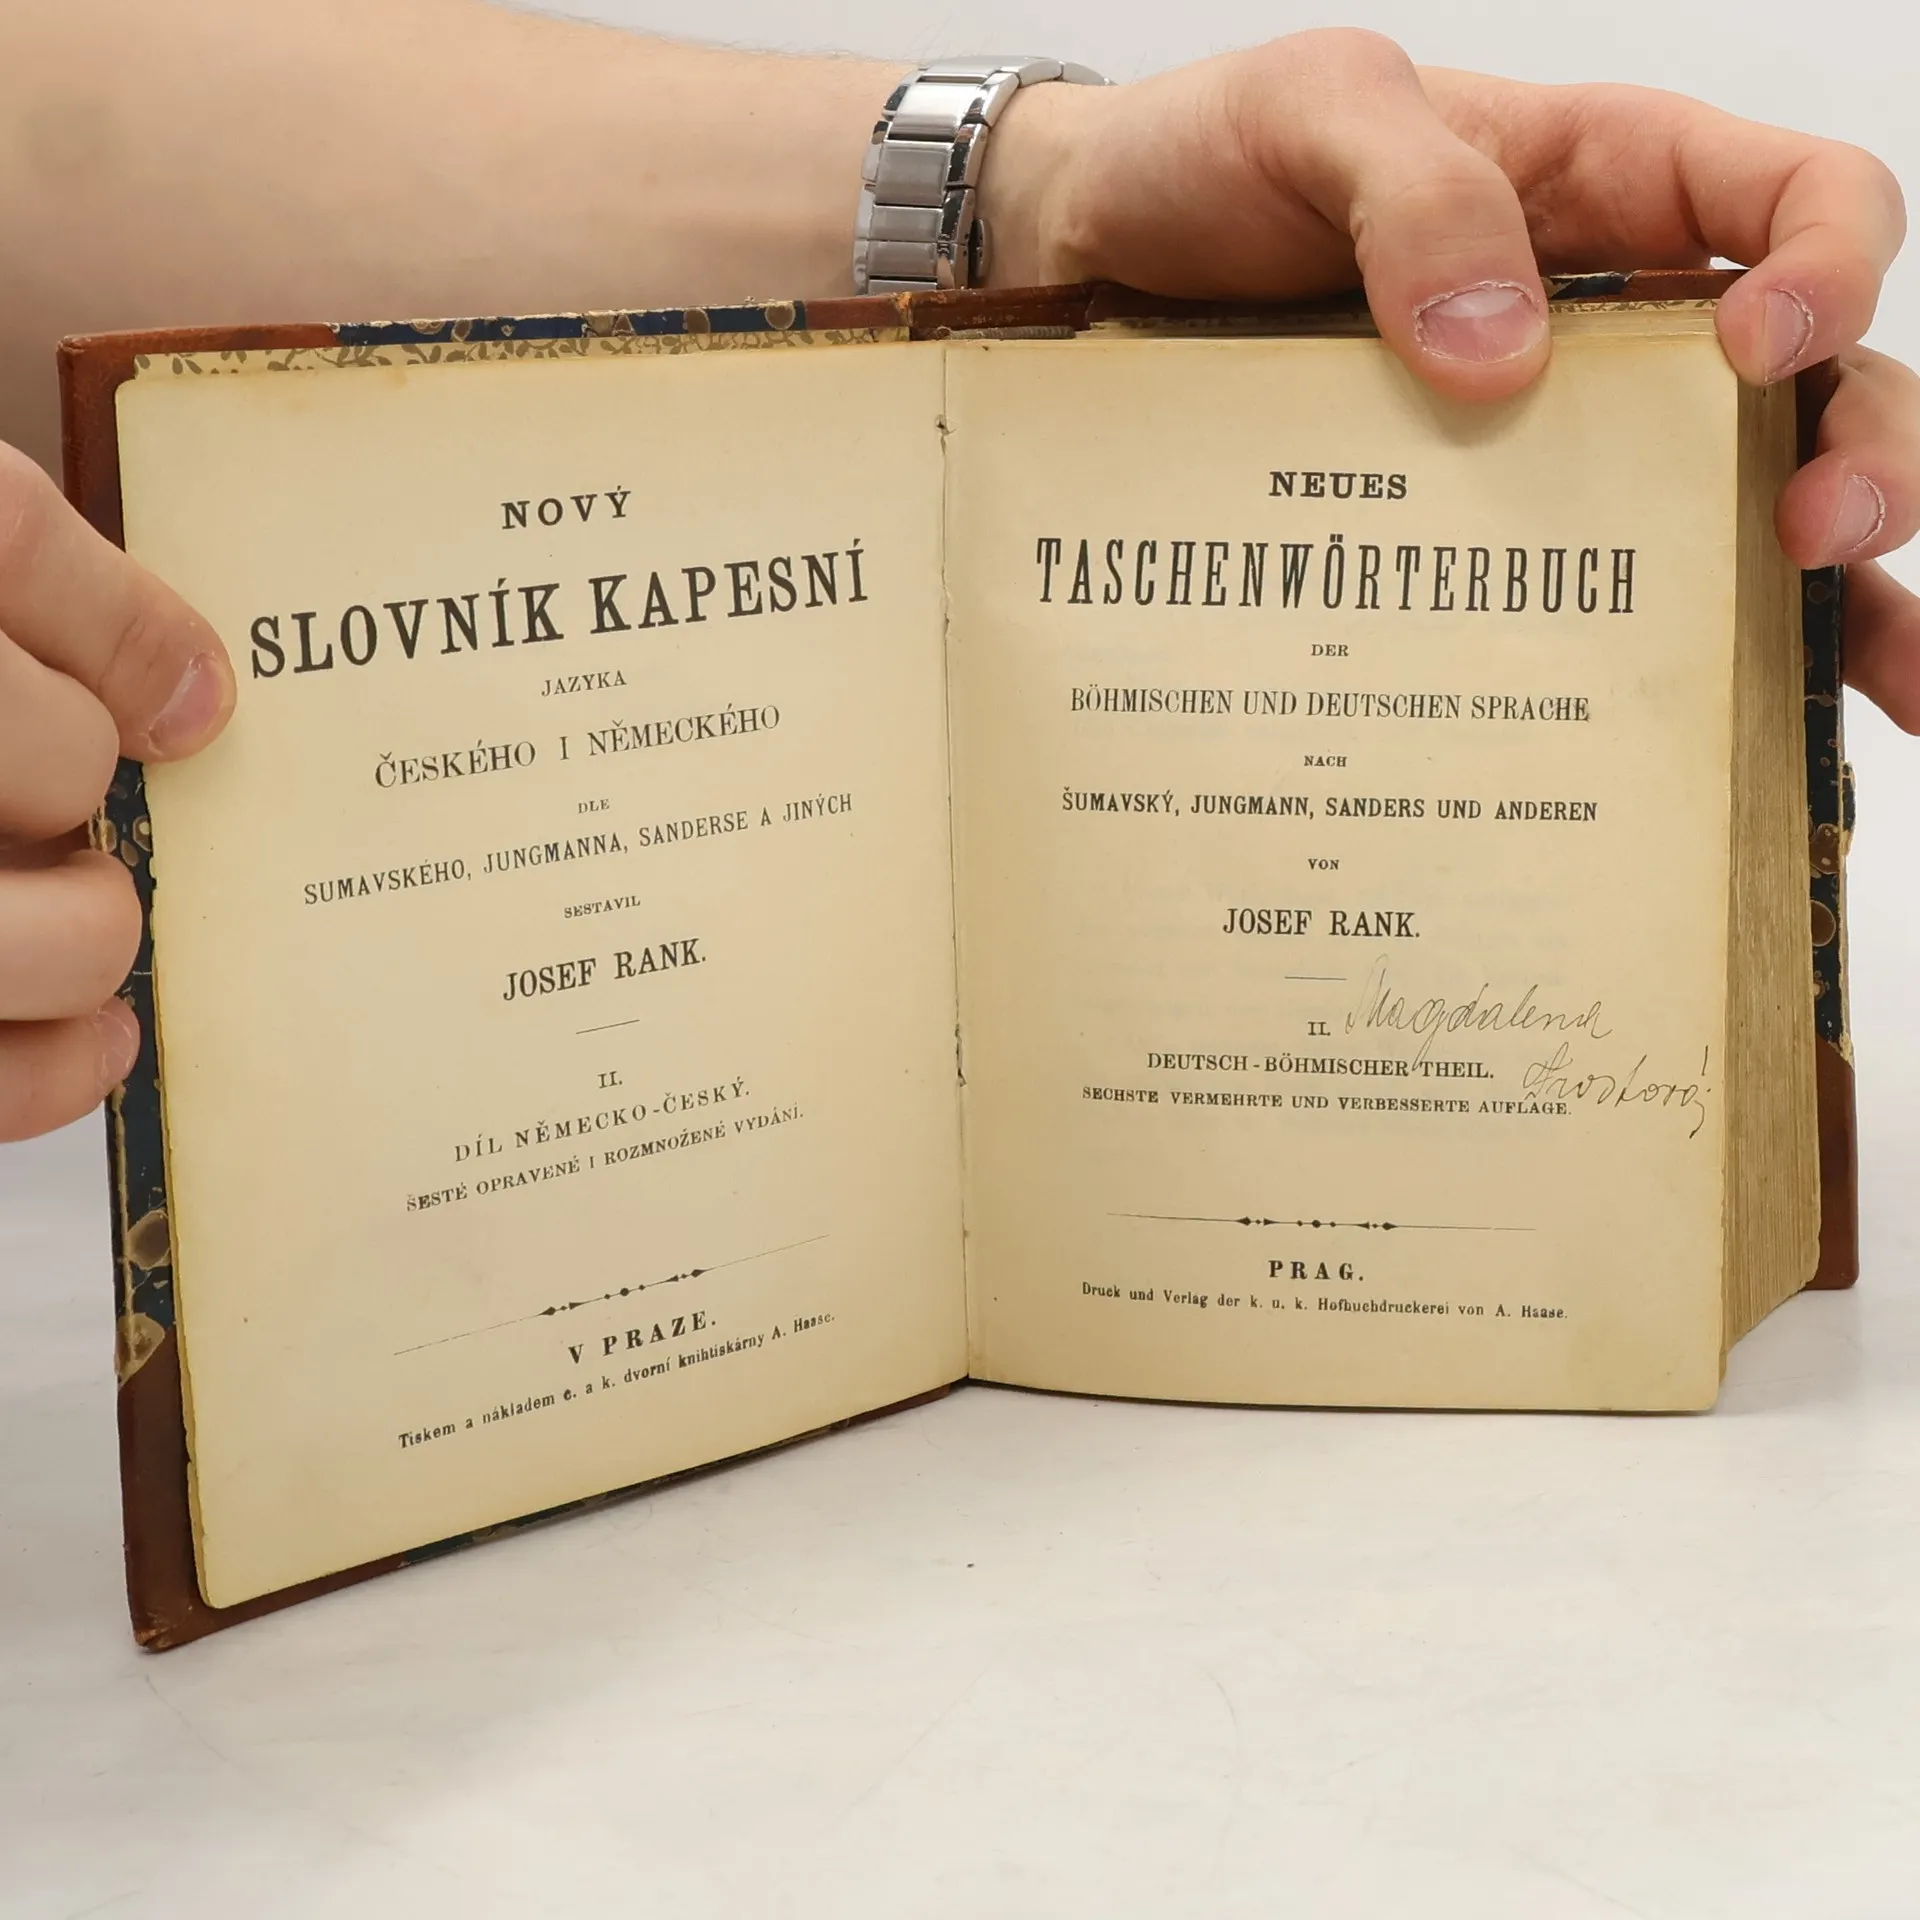 NOVÝ
SLOVNÍK KAPESNÍ
JAZYKA
ČESKÉHO I NĚMECKÉHO
DLE
SUMAVSKÉHO, JUNGMANNA, SANDERSE A JINÝCH
SESTAVIL
JOSEF RANK.
II.
DÍL NĚMECKO-ČESKÝ.
ŠESTÉ OPRAVENÉ I ROZMNOŽENÉ VYDÁNÍ.
V PRAZE.
Tiskem a nákladem c. a k. dvorní knihtiskárny A. Haase.
NEUES
TASCHENWÖRTERBUCH
DER
BÖHMISCHEN UND DEUTSCHEN SPRACHE
NACH
ŠUMAVSKÝ, JUNGMANN, SANDERS UND ANDEREN
VON
JOSEF RANK.
II. Magdalena
DEUTSCH-BÖHMISCHER THEIL.
SECHSTE VERMEHRTE UND VERBESSERTE AUFLAGE.
PRAG.
Druck und Verlag der k. u. k. Hofbuchdruckerei von A. Haase.